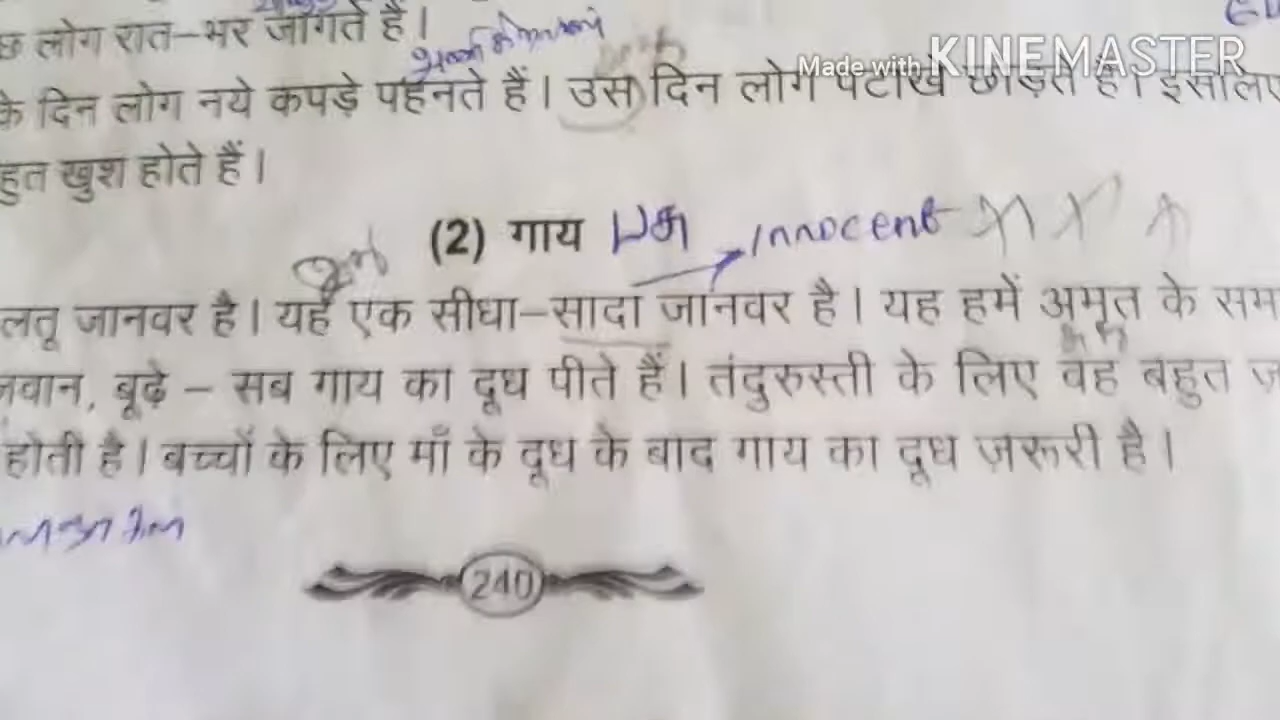 छ लोग रात–भर जागते हैं।
Made with KINEMASTER
के दिन लोग नये कपड़े पहनते हैं। उस दिन लोग पटाखे छोड़ते हैं। इसलिए
हुत खुश होते हैं।
(2) गाय பசு innocent
लतू जानवर है। यह एक सीधा–सादा जानवर है। यह हमें अमृत के सम
जवान, बूढ़े – सब गाय का दूध पीते हैं। तंदुरुस्ती के लिए वह बहुत ज़
होती है। बच्चों के लिए माँ के दूध के बाद गाय का दूध ज़रूरी है।
240